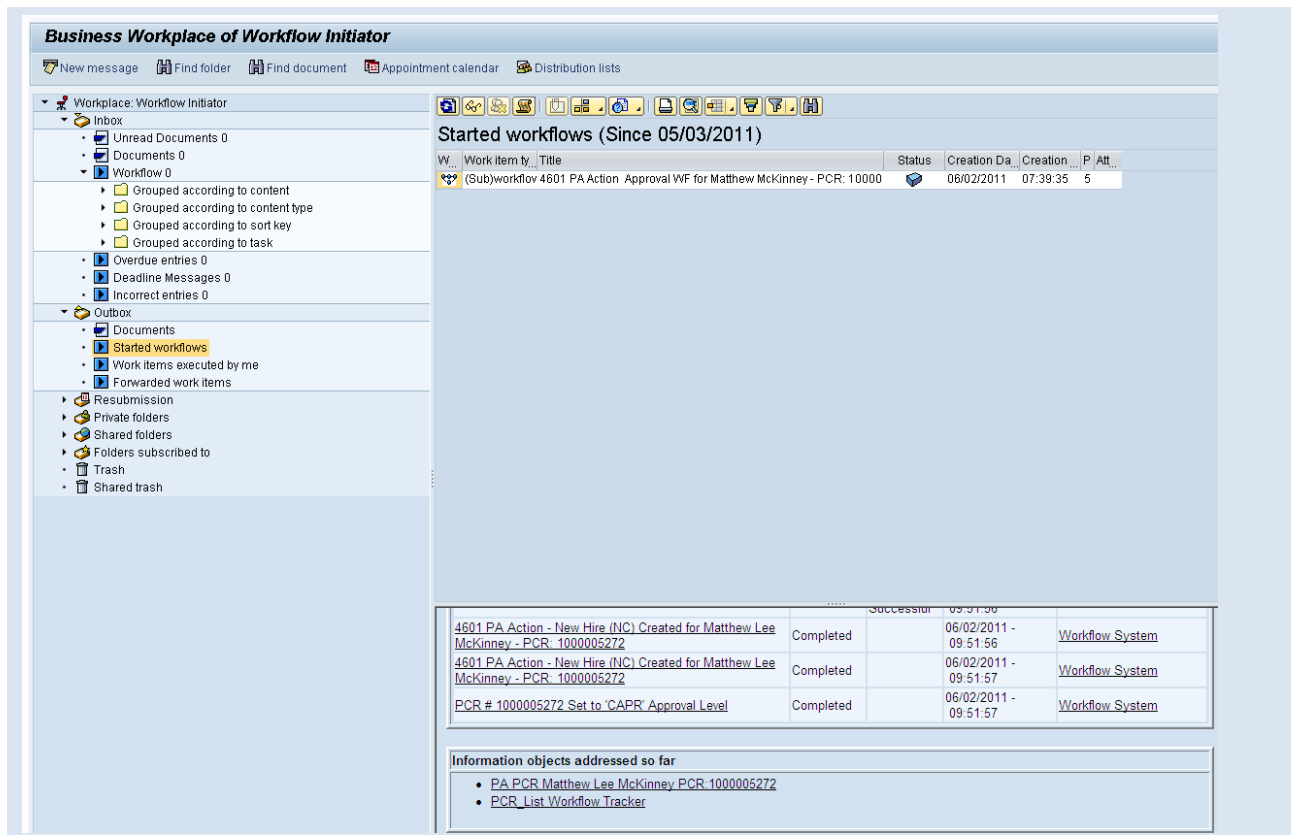 Business Workplace of Workflow Initiator
New message Find folder Find document Appointment calendar Distribution lists
Workplace: Workflow Initiator
Inbox
Unread Documents 0
Documents 0
Workflow 0
Grouped according to content
Grouped according to content type
Grouped according to sort key
Grouped according to task
Overdue entries 0
Deadline Messages 0
Incorrect entries 0
Outbox
Documents
Started workflows
Work items executed by me
Forwarded work items
Resubmission
Private folders
Shared folders
Folders subscribed to
Trash
Shared trash
Started workflows (Since 05/03/2011)
W... Work item ty... Title Status Creation Da... Creation ... P Att...
(Sub)workflov 4601 PA Action Approval WF for Matthew McKinney - PCR: 10000 06/02/2011 07:39:35 5
Successful 09:51:56
4601 PA Action - New Hire (NC) Created for Matthew Lee
McKinney - PCR: 1000005272
Completed
06/02/2011 -
09:51:56
Workflow System
4601 PA Action - New Hire (NC) Created for Matthew Lee
McKinney - PCR: 1000005272
Completed
06/02/2011 -
09:51:57
Workflow System
PCR # 1000005272 Set to 'CAPR' Approval Level
Completed
06/02/2011 -
09:51:57
Workflow System
Information objects addressed so far
PA PCR Matthew Lee McKinney PCR:1000005272
PCR_List Workflow Tracker